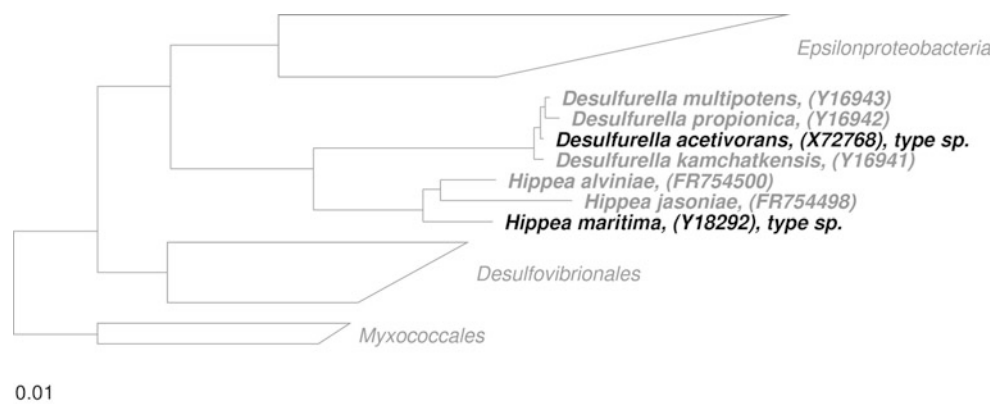 Epsilonproteobacteria
Desulfurella multipotens, (Y16943)
Desulfurella propionica, (Y16942)
Desulfurella acetivorans, (X72768), type sp.
Desulfurella kamchatkensis, (Y16941)
Hippea alviniae, (FR754500)
Hippea jasoniae, (FR754498)
Hippea maritima, (Y18292), type sp.
Desulfovibrionales
Myxococcales
0.01